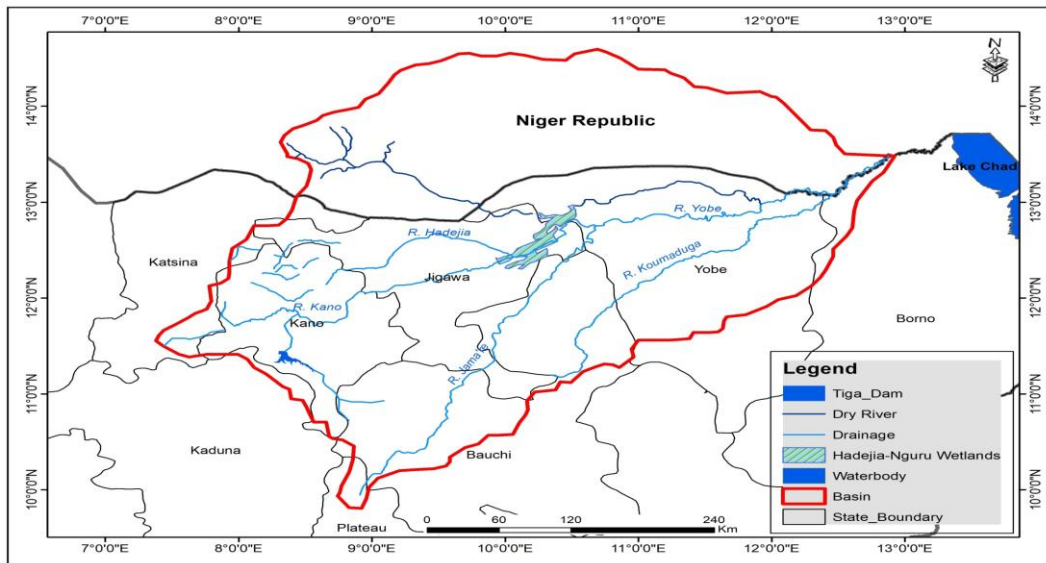 7°0'0"E 8°0'0"E 9°0'0"E 10°0'0"E 11°0'0"E 12°0'0"E 13°0'0"E
N
14°0'0"N 14°0'0"N
Niger Republic
Lake Chad
13°0'0"N 13°0'0"N
R. Yobe
R. Hadejia
R. Koumaduga
Katsina
Yobe
Jigawa
12°0'0"N 12°0'0"N
R. Kano
Kano
Borno
R. Jama're
Legend
Tiga_Dam
Dry River
Drainage
Hadejia-Nguru Wetlands
Waterbody
Basin
State_Boundary
11°0'0"N 11°0'0"N
Kaduna
Bauchi
10°0'0"N 10°0'0"N
Plateau
0 60 120 240
Km
7°0'0"E 8°0'0"E 9°0'0"E 10°0'0"E 11°0'0"E 12°0'0"E 13°0'0"E